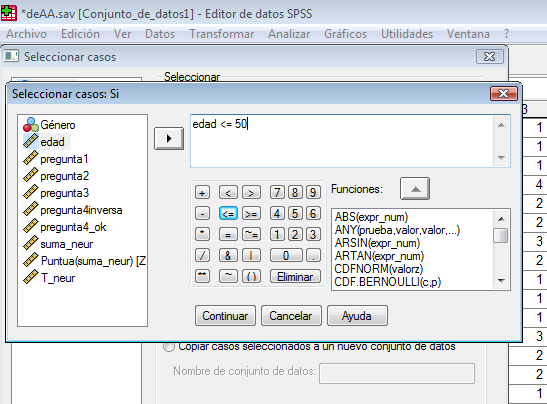 *deAA.sav [Conjunto_de_datos1] - Editor de datos SPSS
Archivo Edición Ver Datos Transformar Analizar Gráficos Utilidades Ventana ?
Seleccionar casos
Seleccionar
Seleccionar casos: Si
Género
edad
pregunta1
pregunta2
pregunta3
pregunta4inversa
pregunta4_ok
suma_neur
Puntua(suma_neur) [Z
T_neur
edad <= 50
+ < > 7 8 9
- <= >= 4 5 6
* = ~= 1 2 3
/ & | 0 .
** ~ ( ) Eliminar
Funciones:
ABS(expr_num)
ANY(prueba,valor,valor,...)
ARSIN(expr_num)
ARTAN(expr_num)
CDFNORM(valorz)
CDF.BERNOULLI(c,p)
Continuar Cancelar Ayuda
Copiar casos seleccionados a un nuevo conjunto de datos
Nombre de conjunto de datos:
3
1
1
1
4
2
2
3
2
1
1
1
3
2
2
1